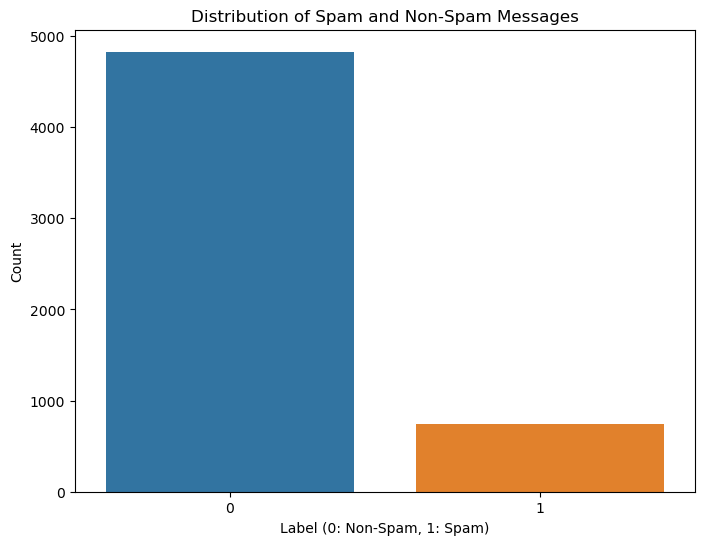 Distribution of Spam and Non-Spam Messages
5000
4000
3000
2000
1000
0
Count
0 1
Label (0: Non-Spam, 1: Spam)